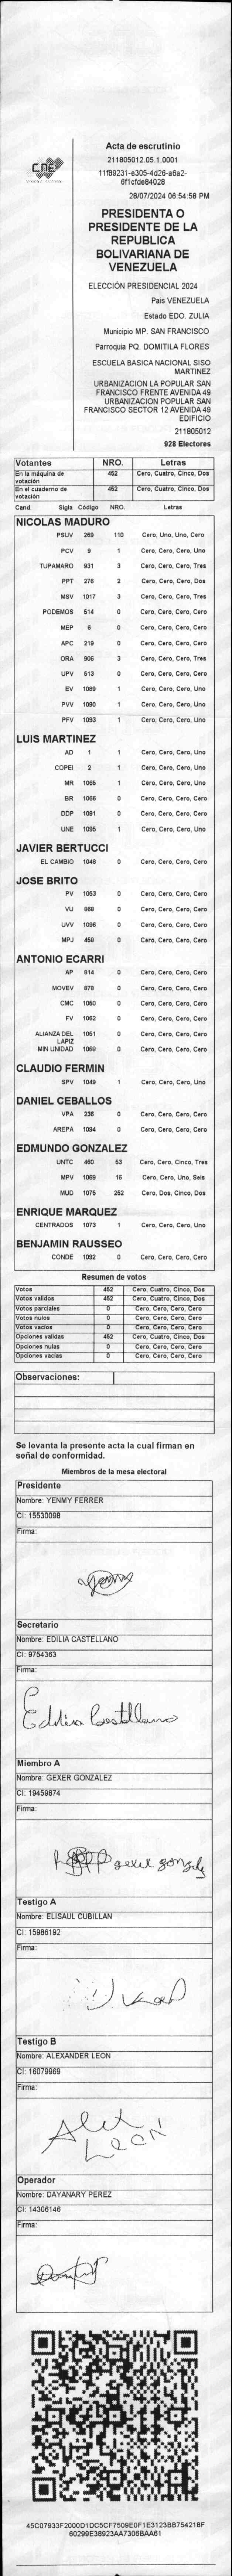 CNE
Acta de escrutinio
211805012.05.1.0001
11f89231-e305-4d26-a6a2-
6f1cfde84028
28/07/2024 06:54:58 PM
PRESIDENTA O
PRESIDENTE DE LA
REPUBLICA
BOLIVARIANA DE
VENEZUELA
ELECCIÓN PRESIDENCIAL 2024
País VENEZUELA
Estado EDO. ZULIA
Municipio MP. SAN FRANCISCO
Parroquia PQ. DOMITILA FLORES
ESCUELA BASICA NACIONAL SISO
MARTINEZ
URBANIZACION LA POPULAR SAN
FRANCISCO FRENTE AVENIDA 49
URBANIZACION POPULAR SAN
FRANCISCO SECTOR 12 AVENIDA 49
EDIFICIO
211805012
928 Electores
Votantes NRO. Letras
En la máquina de votación 452 Cero, Cuatro, Cinco, Dos
En el cuaderno de votación 452 Cero, Cuatro, Cinco, Dos
Cand. Sigla Código NRO. Letras
NICOLAS MADURO
PSUV 269 110 Cero, Uno, Uno, Cero
PCV 9 1 Cero, Cero, Cero, Uno
TUPAMARO 931 3 Cero, Cero, Cero, Tres
PPT 276 2 Cero, Cero, Cero, Dos
MSV 1017 3 Cero, Cero, Cero, Tres
PODEMOS 514 0 Cero, Cero, Cero, Cero
MEP 6 0 Cero, Cero, Cero, Cero
APC 219 0 Cero, Cero, Cero, Cero
ORA 906 3 Cero, Cero, Cero, Tres
UPV 513 0 Cero, Cero, Cero, Cero
EV 1089 1 Cero, Cero, Cero, Uno
PVV 1090 1 Cero, Cero, Cero, Uno
PFV 1093 1 Cero, Cero, Cero, Uno
LUIS MARTINEZ
AD 1 1 Cero, Cero, Cero, Uno
COPEI 2 1 Cero, Cero, Cero, Uno
MR 1065 1 Cero, Cero, Cero, Uno
BR 1066 0 Cero, Cero, Cero, Cero
DDP 1091 0 Cero, Cero, Cero, Cero
UNE 1095 1 Cero, Cero, Cero, Uno
JAVIER BERTUCCI
EL CAMBIO 1048 0 Cero, Cero, Cero, Cero
JOSE BRITO
PV 1053 0 Cero, Cero, Cero, Cero
VU 868 0 Cero, Cero, Cero, Cero
UVV 1096 0 Cero, Cero, Cero, Cero
MPJ 458 0 Cero, Cero, Cero, Cero
ANTONIO ECARRI
AP 814 0 Cero, Cero, Cero, Cero
MOVEV 878 0 Cero, Cero, Cero, Cero
CMC 1050 0 Cero, Cero, Cero, Cero
FV 1062 0 Cero, Cero, Cero, Cero
ALIANZA DEL LAPIZ 1051 0 Cero, Cero, Cero, Cero
MIN UNIDAD 1068 0 Cero, Cero, Cero, Cero
CLAUDIO FERMIN
SPV 1049 1 Cero, Cero, Cero, Uno
DANIEL CEBALLOS
VPA 236 0 Cero, Cero, Cero, Cero
AREPA 1094 0 Cero, Cero, Cero, Cero
EDMUNDO GONZALEZ
UNTC 460 53 Cero, Cero, Cinco, Tres
MPV 1069 16 Cero, Cero, Uno, Seis
MUD 1075 252 Cero, Dos, Cinco, Dos
ENRIQUE MARQUEZ
CENTRADOS 1073 1 Cero, Cero, Cero, Uno
BENJAMIN RAUSSEO
CONDE 1092 0 Cero, Cero, Cero, Cero
Resumen de votos
Votos 452 Cero, Cuatro, Cinco, Dos
Votos validos 452 Cero, Cuatro, Cinco, Dos
Votos parciales 0 Cero, Cero, Cero, Cero
Votos nulos 0 Cero, Cero, Cero, Cero
Votos vacios 0 Cero, Cero, Cero, Cero
Opciones validas 452 Cero, Cuatro, Cinco, Dos
Opciones nulas 0 Cero, Cero, Cero, Cero
Opciones vacias 0 Cero, Cero, Cero, Cero
Observaciones:
Se levanta la presente acta la cual firman en
señal de conformidad.
Miembros de la mesa electoral
Presidente
Nombre: YENMY FERRER
CI: 15530098
Firma:
Secretario
Nombre: EDILIA CASTELLANO
CI: 9754363
Firma:
Edilia Castellano
Miembro A
Nombre: GEXER GONZALEZ
CI: 19459874
Firma:
gexer gonzalez
Testigo A
Nombre: ELISAUL CUBILLAN
CI: 15986192
Firma:
Testigo B
Nombre: ALEXANDER LEON
CI: 16079969
Firma:
Alex
León
Operador
Nombre: DAYANARY PEREZ
CI: 14306146
Firma:
45C07933F2000D1DC5CF7509E0F1E3123BB754218F
60299E38923AA7306BAA61